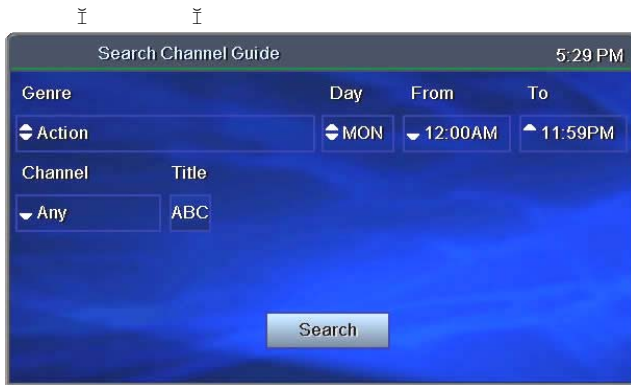 Search Channel Guide 5:29 PM
Genre Day From To
Action MON 12:00AM 11:59PM
Channel Title
Any ABC
Search